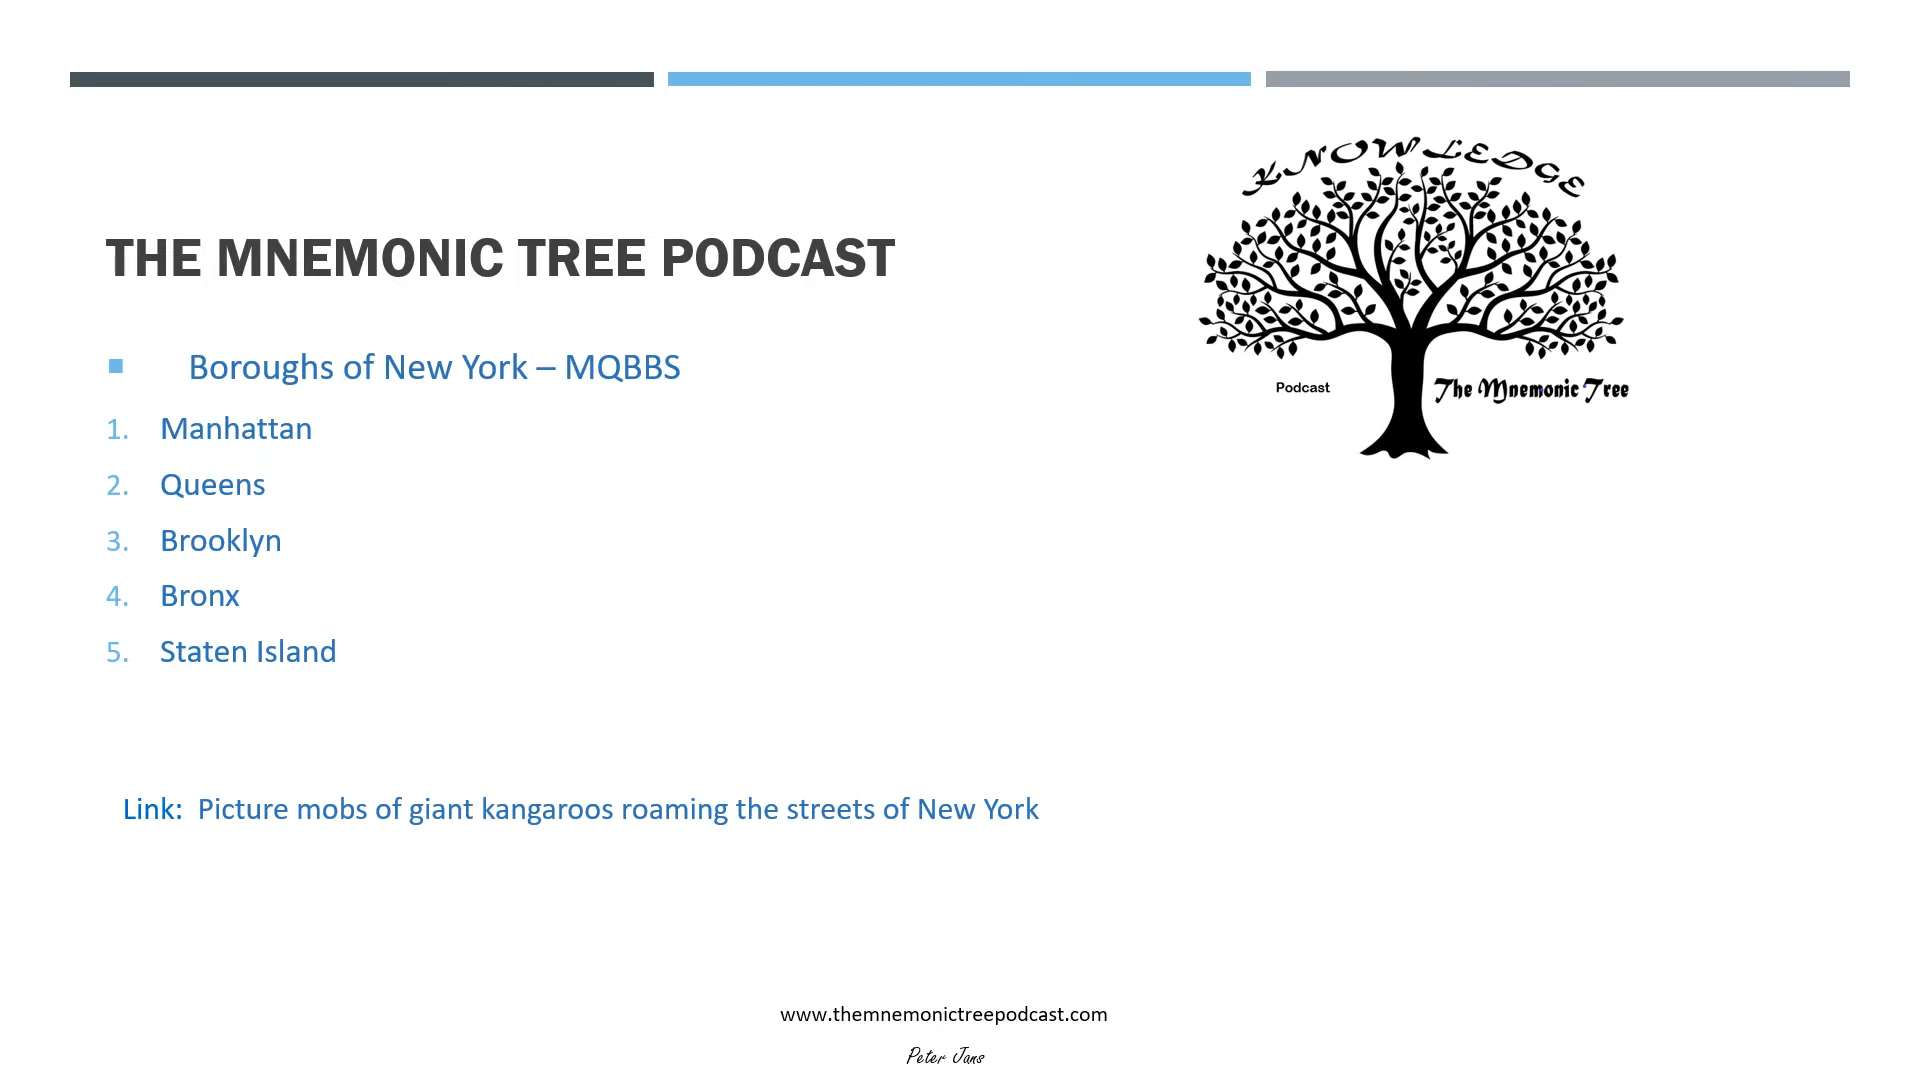 KNOWLEDGE
THE MNEMONIC TREE PODCAST
Boroughs of New York – MQBBS
Podcast
The Mnemonic Tree
1. Manhattan
2. Queens
3. Brooklyn
4. Bronx
5. Staten Island
Link: Picture mobs of giant kangaroos roaming the streets of New York
www.themnemonictreepodcast.com
Peter Jans